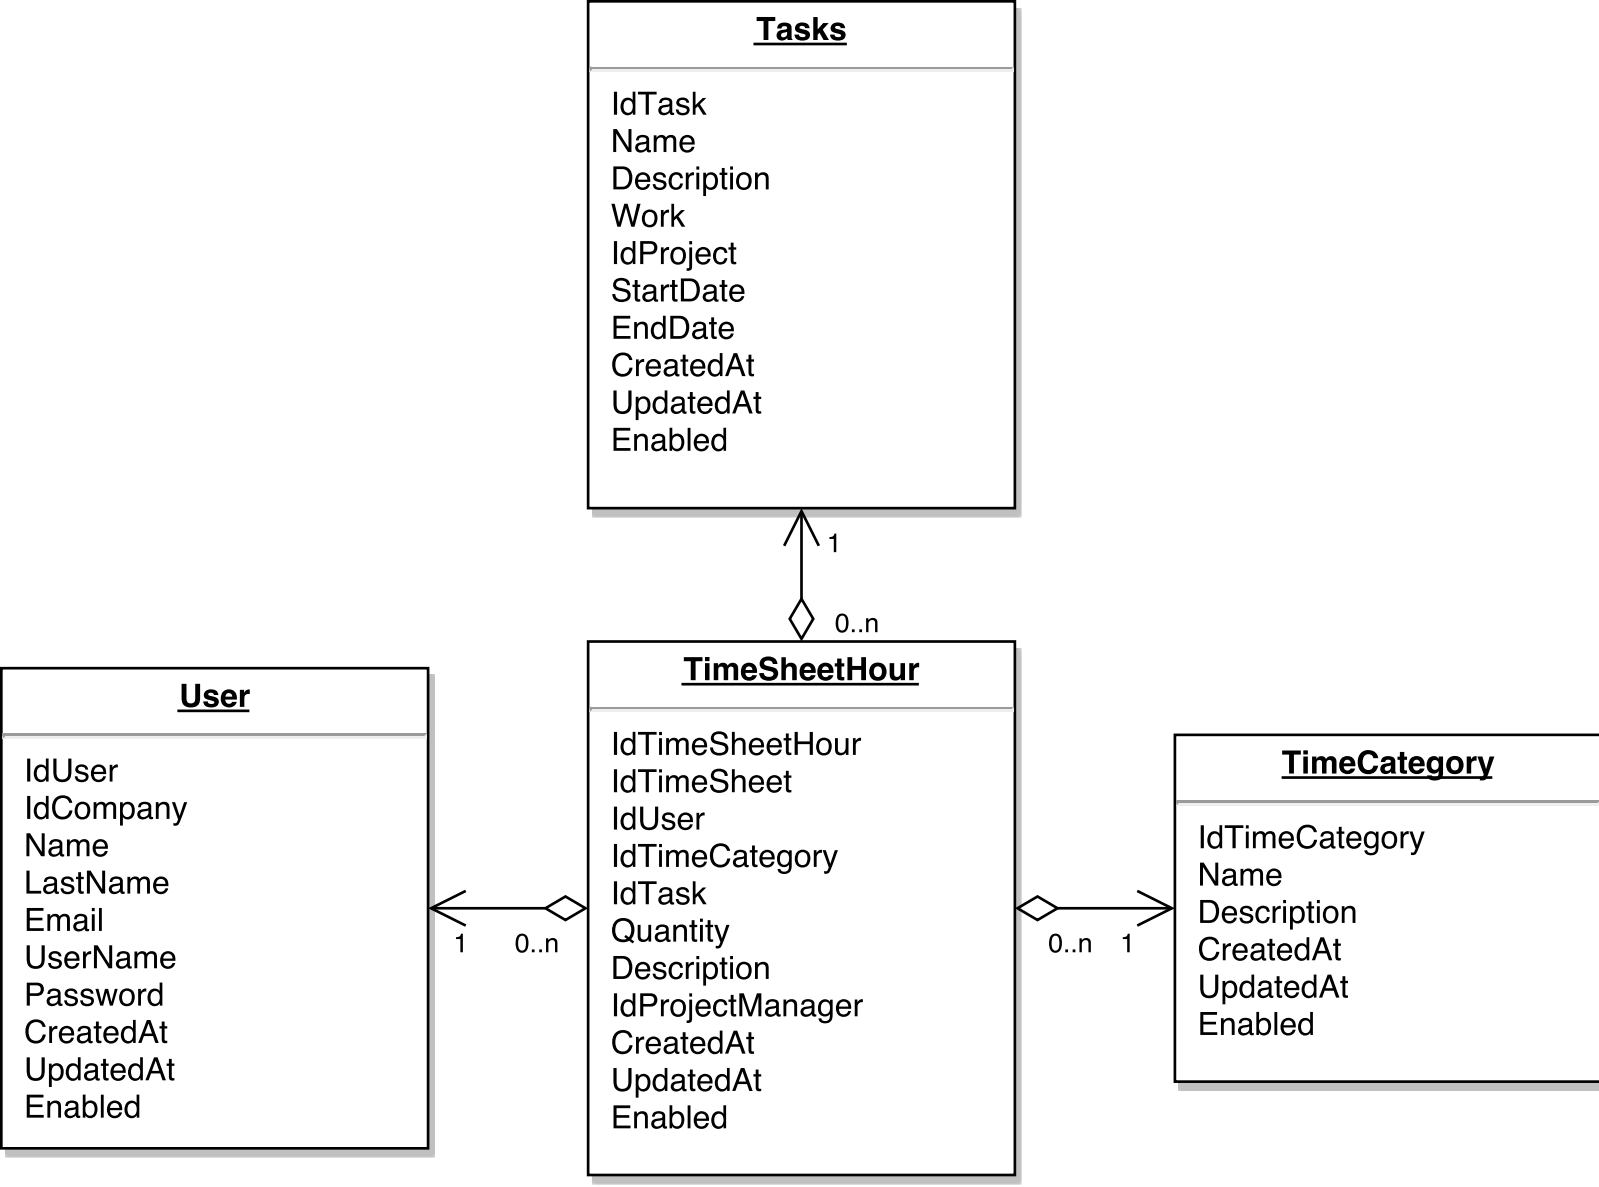 Tasks
IdTask
Name
Description
Work
IdProject
StartDate
EndDate
CreatedAt
UpdatedAt
Enabled
1
0..n
User
IdUser
IdCompany
Name
LastName
Email
UserName
Password
CreatedAt
UpdatedAt
Enabled
1
0..n
TimeSheetHour
IdTimeSheetHour
IdTimeSheet
IdUser
IdTimeCategory
IdTask
Quantity
Description
IdProjectManager
CreatedAt
UpdatedAt
Enabled
0..n
1
TimeCategory
IdTimeCategory
Name
Description
CreatedAt
UpdatedAt
Enabled